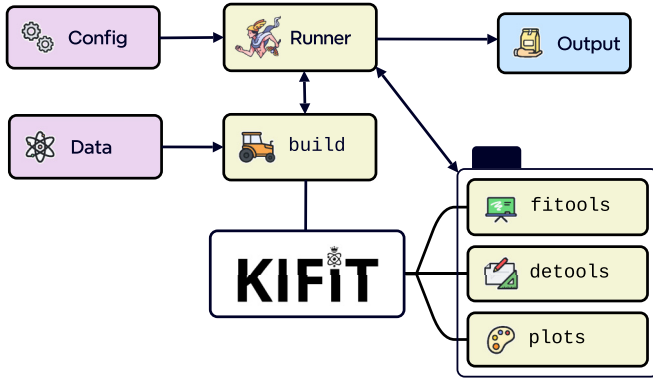 Config
Runner
Output
Data
build
KIFiT
fitools
detools
plots